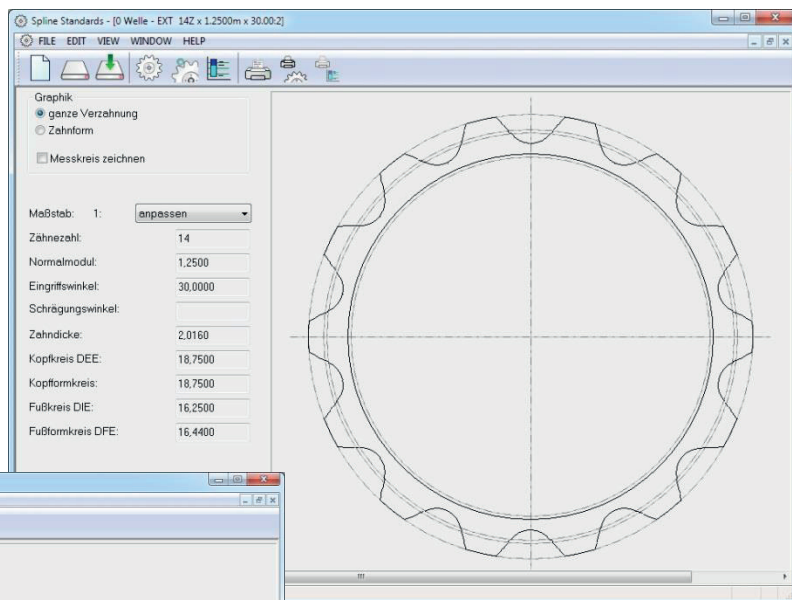 Spline Standards - [0 Welle - EXT 14Z x 1.2500m x 30.00:2]
FILE EDIT VIEW WINDOW HELP
Graphik
ganze Verzahnung
Zahnform
Messkreis zeichnen
Maßstab: 1: anpassen
Zähnezahl: 14
Normalmodul: 1,2500
Eingriffswinkel: 30,0000
Schrägungswinkel:
Zahndicke: 2,0160
Kopfkreis DEE: 18,7500
Kopfformkreis: 18,7500
Fußkreis DIE: 16,2500
Fußformkreis DFE: 16,4400